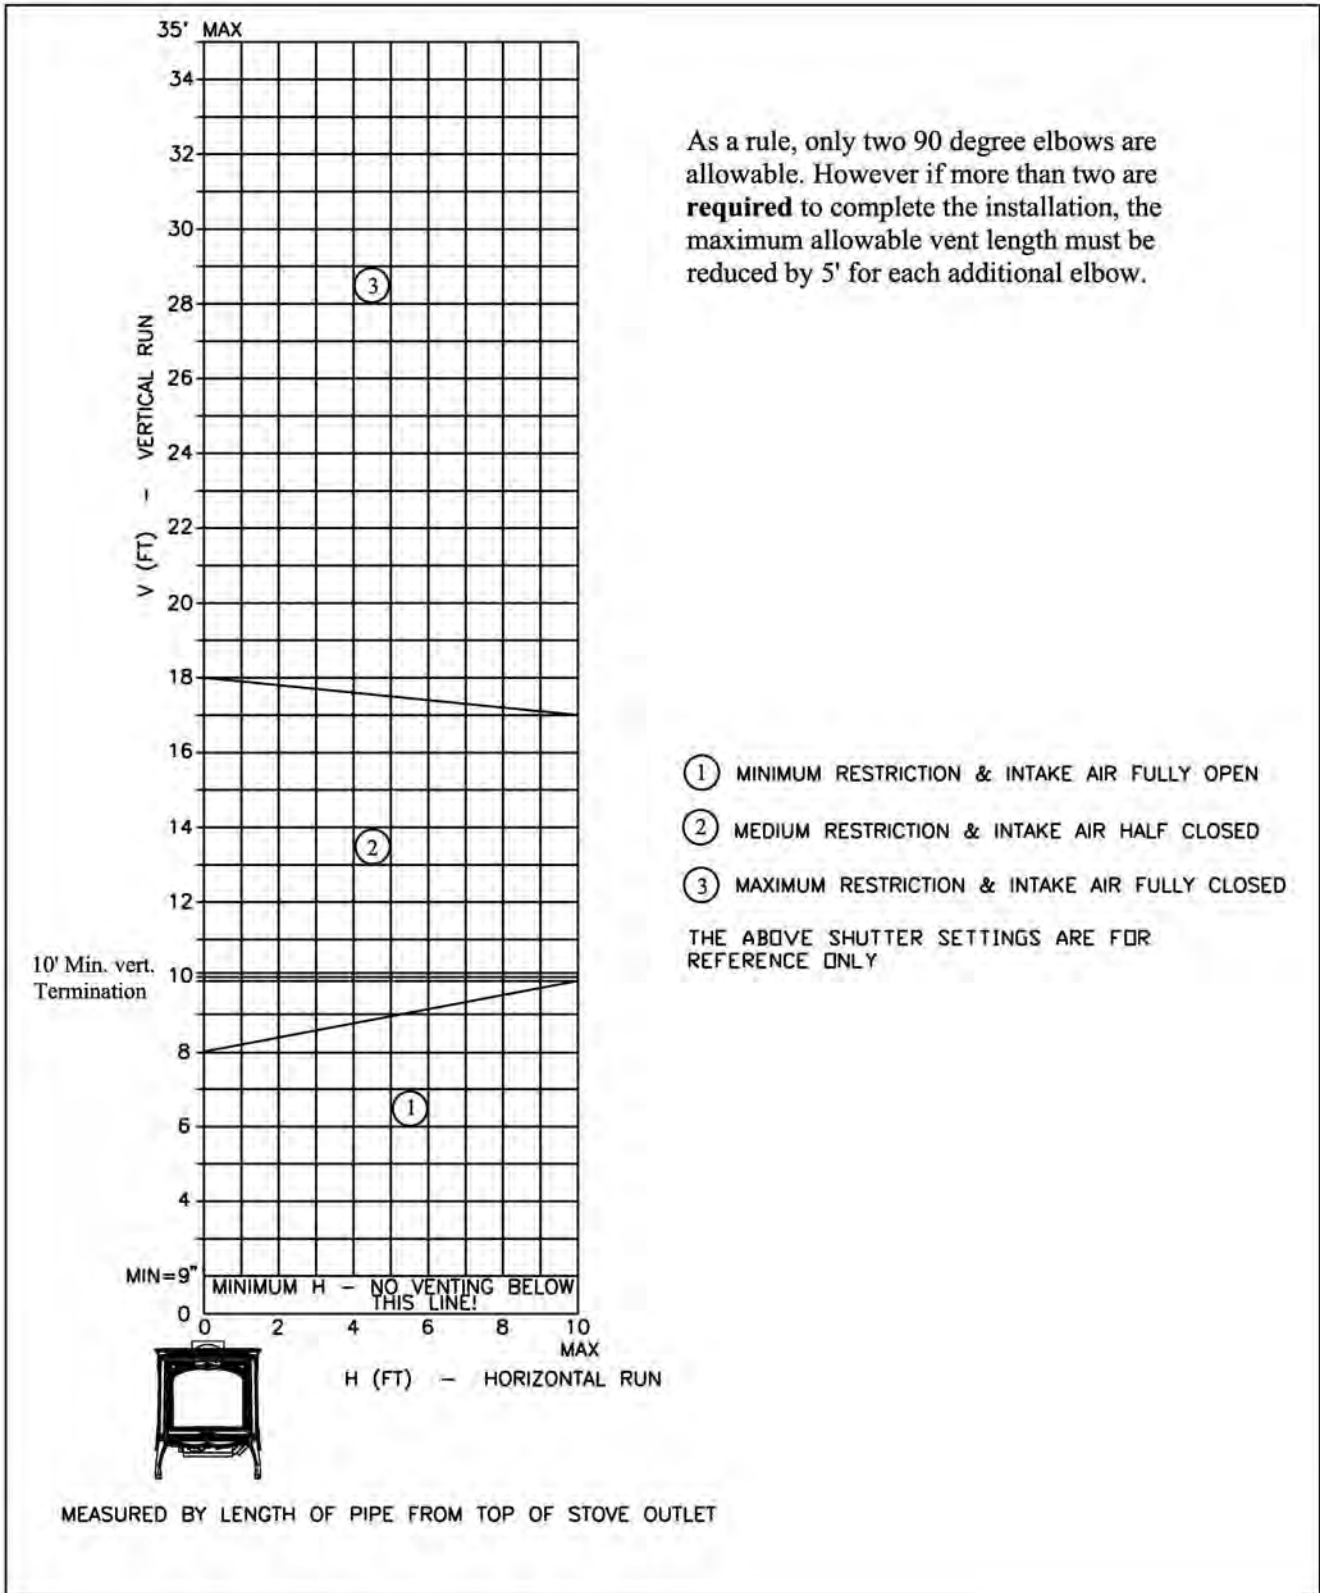 35' MAX
34
32
30
28
26
24
22
20
18
16
14
12
10
8
6
4
MIN=9"
0
V (FT) - VERTICAL RUN
10' Min. vert.
Termination
3
2
1
MINIMUM H - NO VENTING BELOW
THIS LINE!
0 2 4 6 8 10
MAX
H (FT) - HORIZONTAL RUN
MEASURED BY LENGTH OF PIPE FROM TOP OF STOVE OUTLET
As a rule, only two 90 degree elbows are
allowable. However if more than two are
required to complete the installation, the
maximum allowable vent length must be
reduced by 5' for each additional elbow.
1 MINIMUM RESTRICTION & INTAKE AIR FULLY OPEN
2 MEDIUM RESTRICTION & INTAKE AIR HALF CLOSED
3 MAXIMUM RESTRICTION & INTAKE AIR FULLY CLOSED
THE ABOVE SHUTTER SETTINGS ARE FOR
REFERENCE ONLY